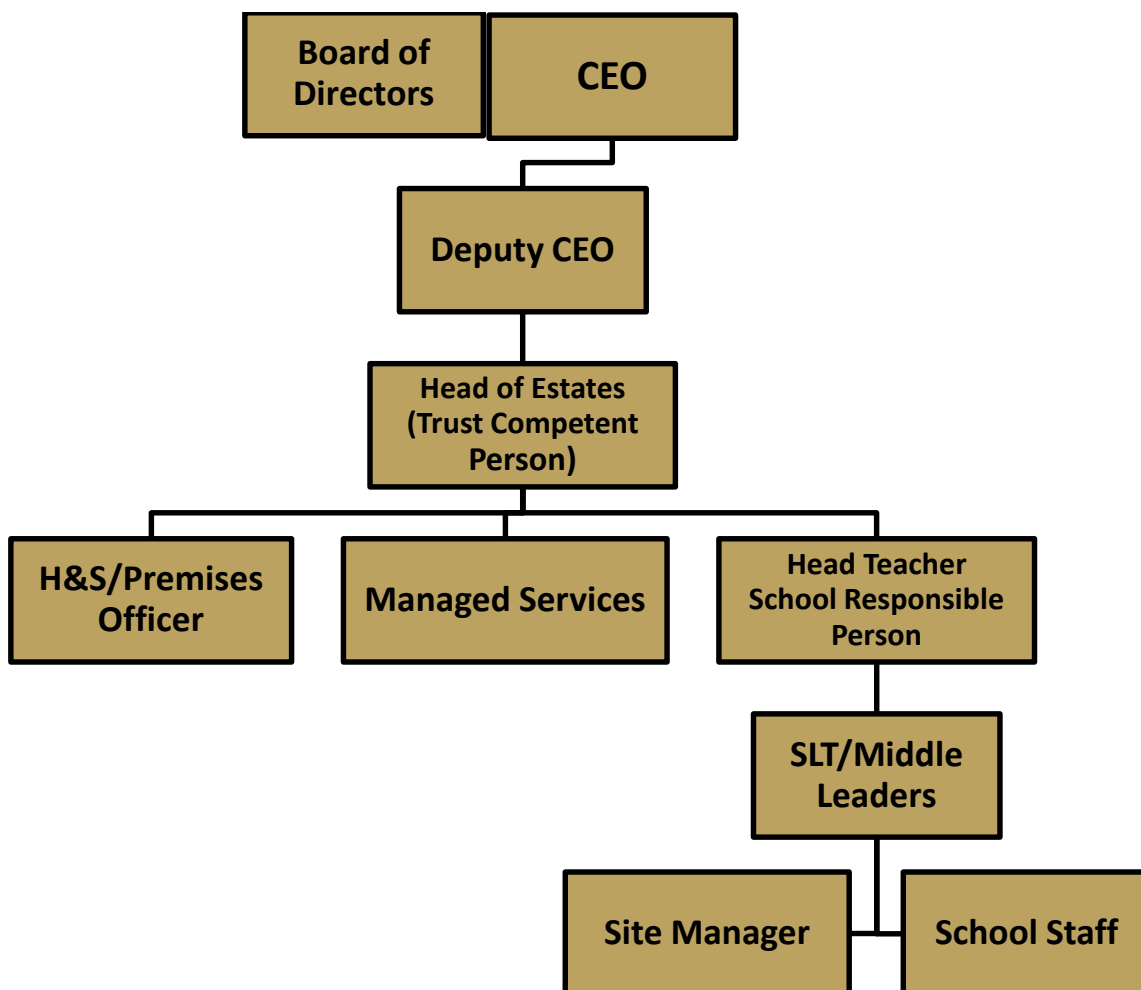 Board of
Directors
CEO
Deputy CEO
Head of Estates
(Trust Competent
Person)
H&S/Premises
Officer
Managed Services
Head Teacher
School Responsible
Person
SLT/Middle
Leaders
Site Manager
School Staff